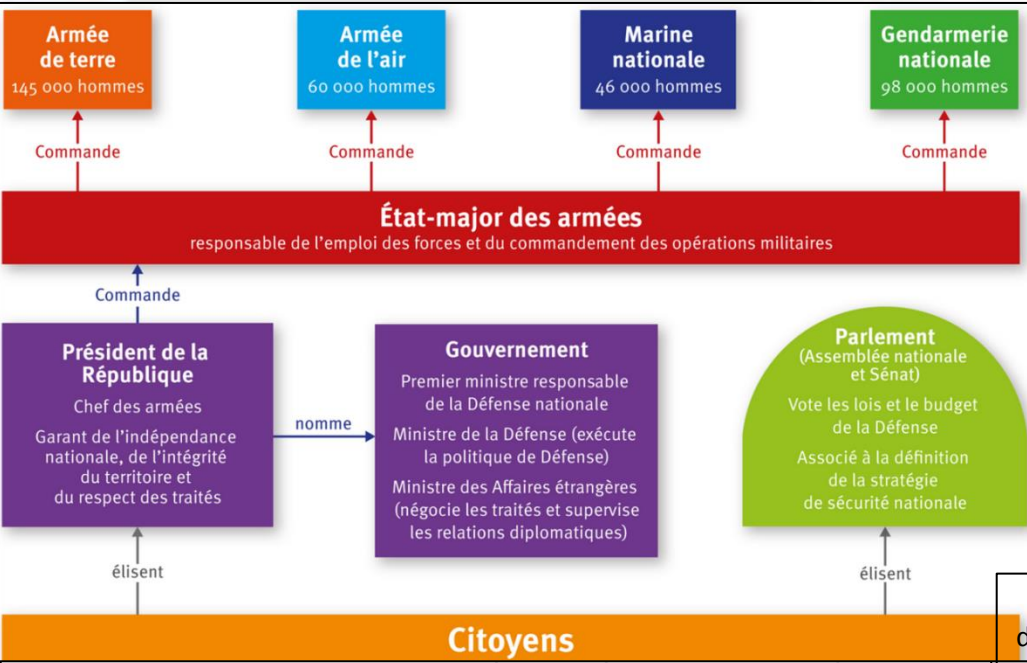 Armée
de terre
145 000 hommes
Armée
de l'air
60 000 hommes
Marine
nationale
46 000 hommes
Gendarmerie
nationale
98 000 hommes
Commande
Commande
Commande
Commande
État-major des armées
responsable de l'emploi des forces et du commandement des opérations militaires
Commande
Président de la
République
Chef des armées
Garant de l'indépendance
nationale, de l'intégrité
du territoire et
du respect des traités
nomme
Gouvernement
Premier ministre responsable
de la Défense nationale
Ministre de la Défense (exécute
la politique de Défense)
Ministre des Affaires étrangères
(négocie les traités et supervise
les relations diplomatiques)
Parlement
(Assemblée nationale
et Sénat)
Vote les lois et le budget
de la Défense
Associé à la définition
de la stratégie
de sécurité nationale
élisent
élisent
Citoyens